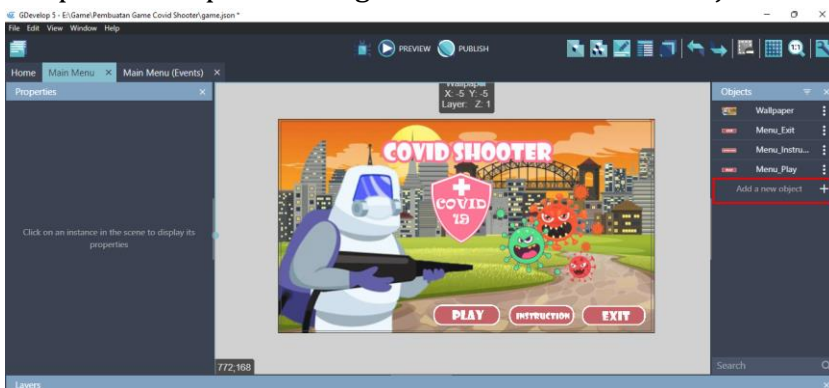 GDevelop 5 - E:\Game\Pembuatan Game Covid Shooter\game.json *
File Edit View Window Help
PREVIEW PUBLISH
Home Main Menu × Main Menu (Events) ×
Properties ×
Wallpaper
X: -5 Y: -5
Layer: Z: 1
Objects ×
Wallpaper
Menu_Exit
Menu_Instru...
Menu_Play
Add a new object +
COVID SHOOTER
COVID
19
Click on an instance in the scene to display its
properties
PLAY INSTRUCTION EXIT
772;168
Search
Layers